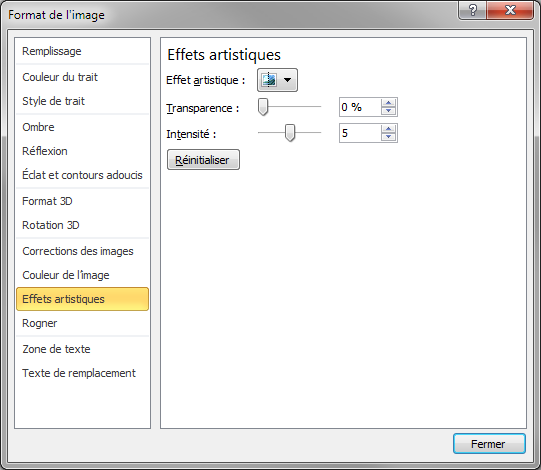 Format de l'image
Remplissage
Couleur du trait
Style de trait
Ombre
Réflexion
Éclat et contours adoucis
Format 3D
Rotation 3D
Corrections des images
Couleur de l'image
Effets artistiques
Rogner
Zone de texte
Texte de remplacement
Effets artistiques
Effet artistique :
Transparence : 0 %
Intensité : 5
Réinitialiser
Fermer